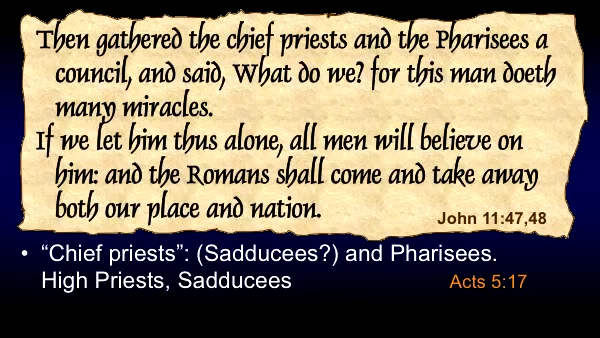 Then gathered the chief priests and the Pharisees a
council, and said, What do we? for this man doeth
many miracles.
If we let him thus alone, all men will believe on
him: and the Romans shall come and take away
both our place and nation.
John 11:47,48
• “Chief priests”: (Sadducees?) and Pharisees.
High Priests, Sadducees Acts 5:17